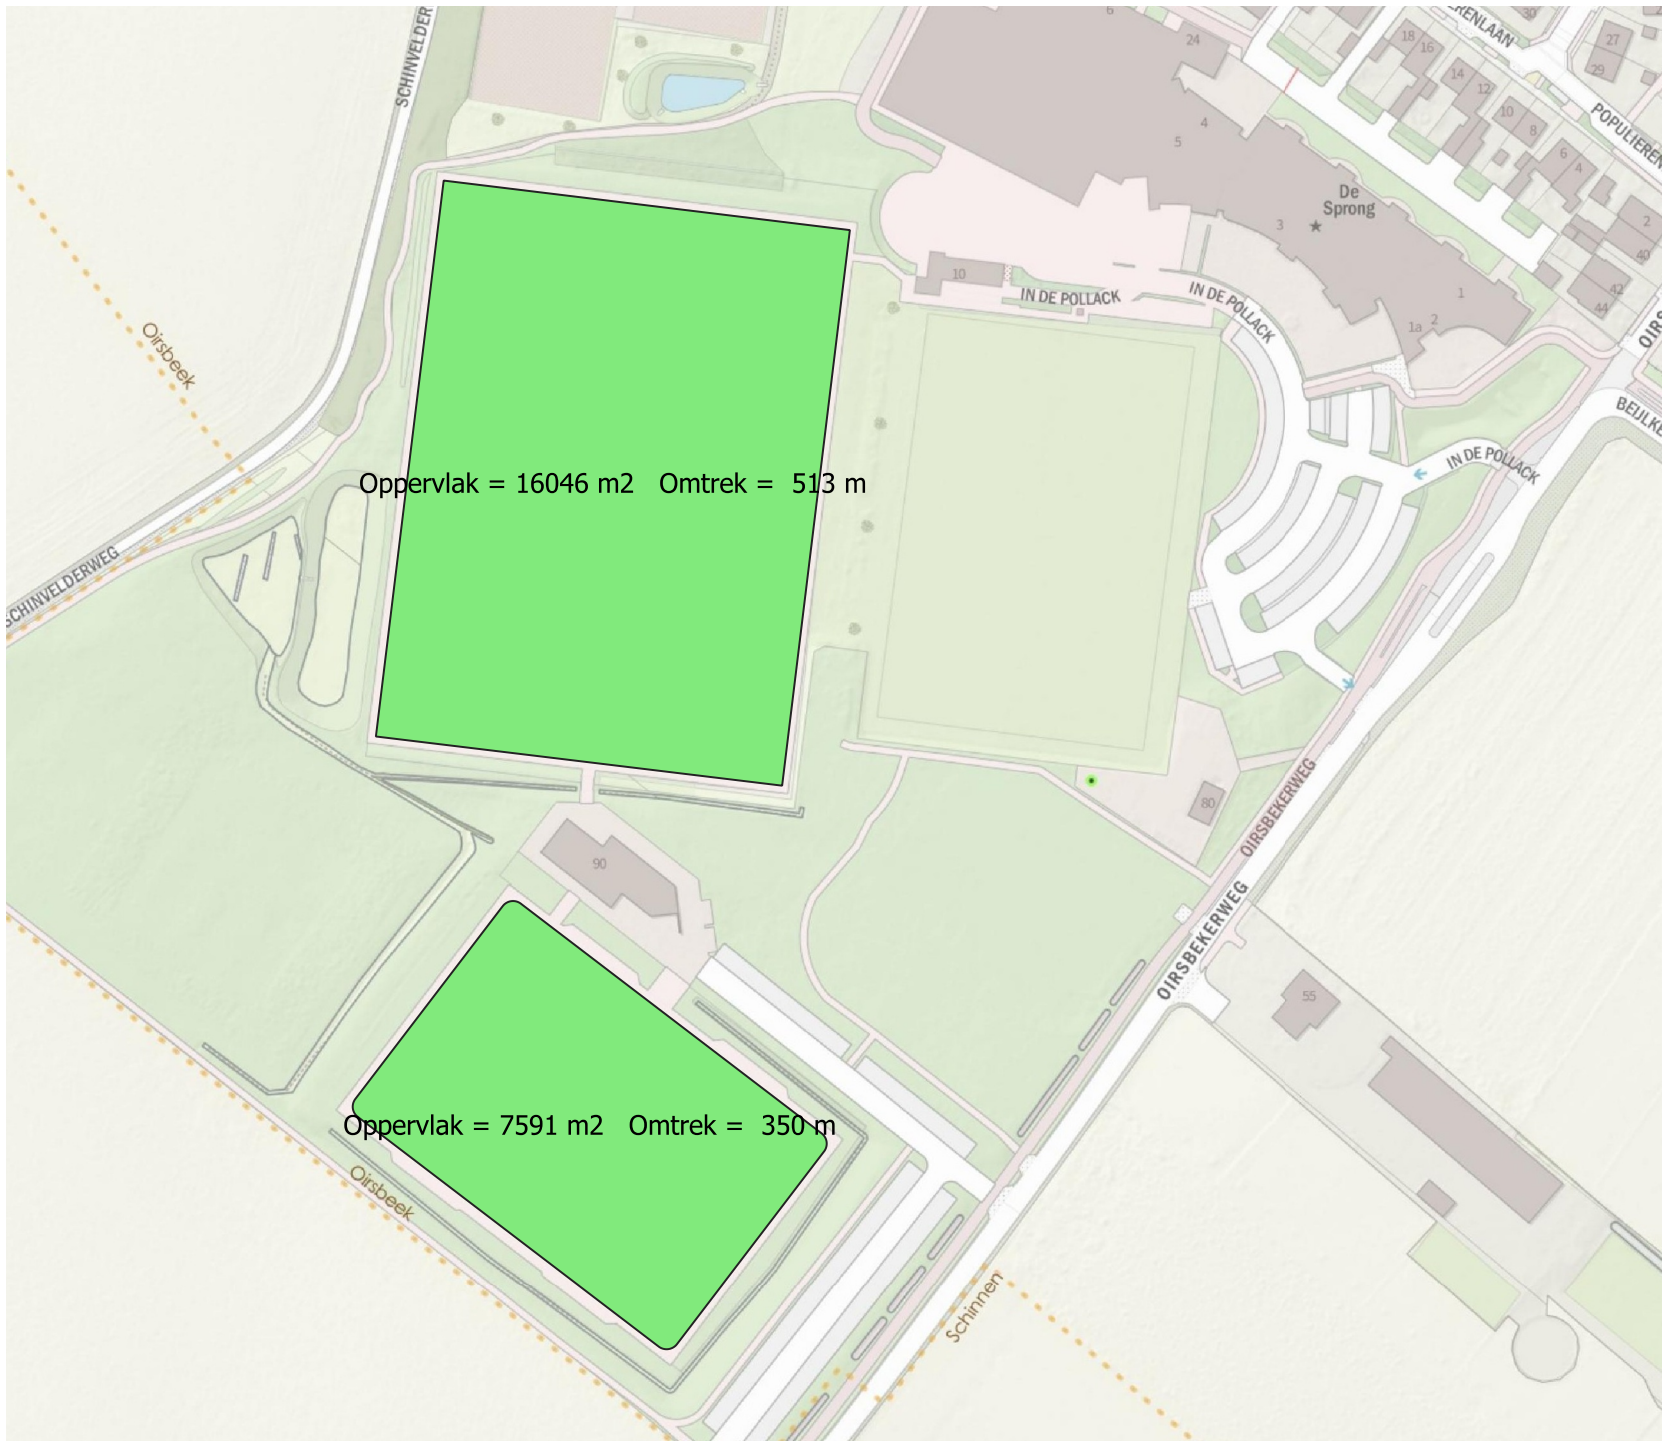 SCHINVELDER
6
24
4
5
ERENLAAN
30
27
29
18
16
14
12
10
8
6
4
POPULIEREN
De
Sprong
3
2
40
42
44
1
1a
2
10
IN DE POLLACK
IN DE POLLACK
OIRS
BEIJLKE
IN DE POLLACK
Oirsbeek
Oppervlak = 16046 m2 Omtrek = 513 m
SCHINVELDERWEG
80
OIRSBEKERWEG
90
OIRSBEKERWEG
55
Oppervlak = 7591 m2 Omtrek = 350 m
Oirsbeek
Schinnen